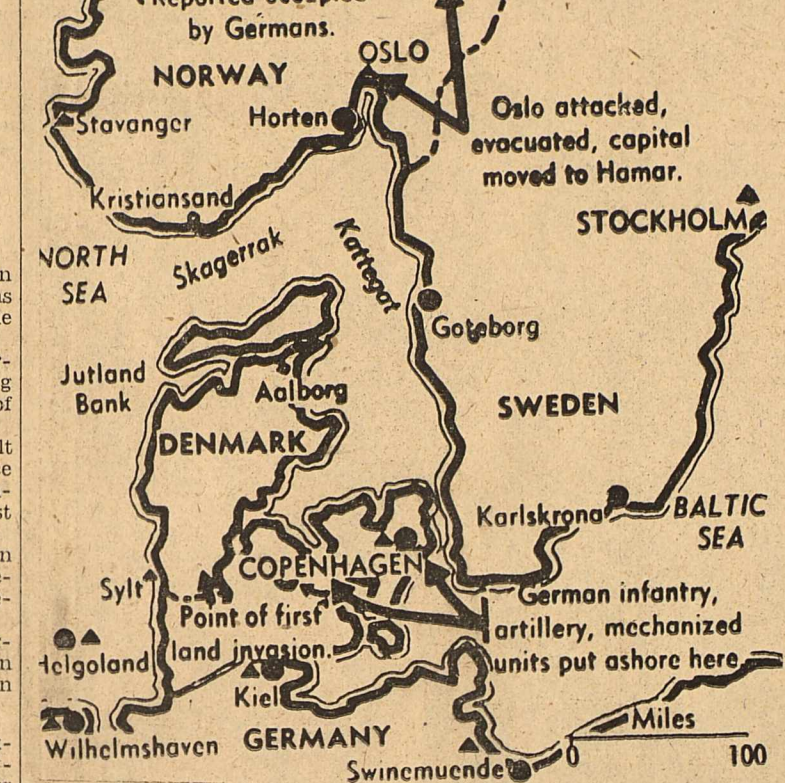 Reported occupied
by Germans.
OSLO
NORWAY
Stavanger
Horten
Oslo attacked,
evacuated, capital
moved to Hamar.
Kristiansand
STOCKHOLM
NORTH
SEA
Skagerrak
Kattegat
Goteborg
Jutland
Bank
Aalborg
SWEDEN
DENMARK
Karlskrona
BALTIC
SEA
COPENHAGEN
Sylt
German infantry,
artillery, mechanized
units put ashore here.
Point of first
land invasion.
Helgoland
Kiel
Wilhelmshaven
GERMANY
Miles
0 100
Swinemuende